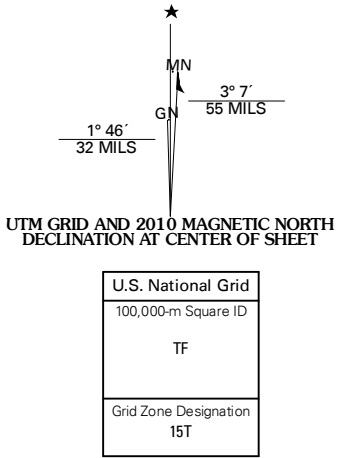 ★
MN
3° 7´
55 MILS
GN
1° 46´
32 MILS
UTM GRID AND 2010 MAGNETIC NORTH
DECLINATION AT CENTER OF SHEET
U.S. National Grid
100,000-m Square ID
TF
Grid Zone Designation
15T